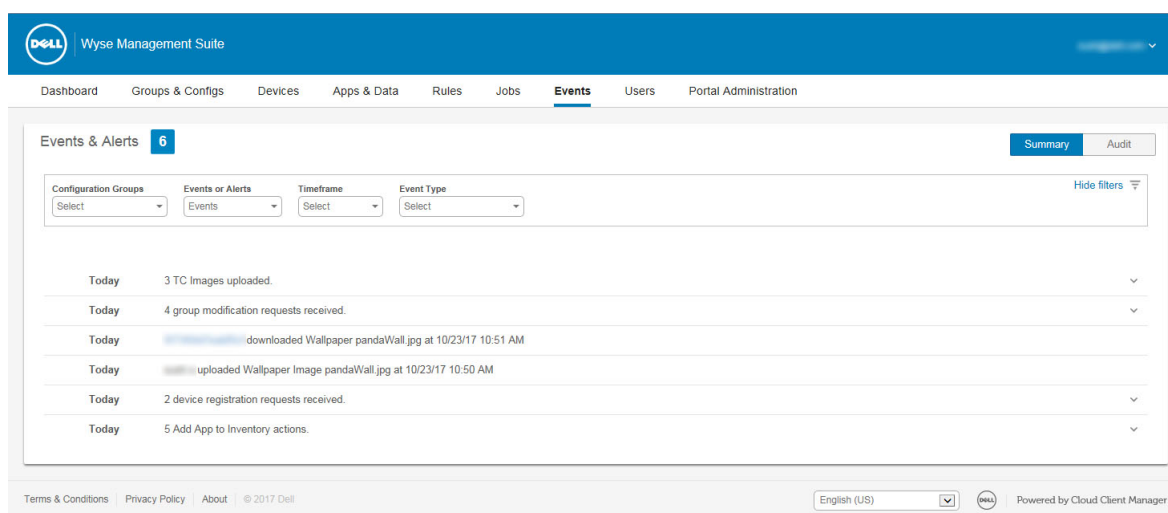 DELL Wyse Management Suite
Dashboard Groups & Configs Devices Apps & Data Rules Jobs Events Users Portal Administration
Events & Alerts 6
Summary Audit
Configuration Groups Events or Alerts Timeframe Event Type
Hide filters
Select Events Select Select
Today 3 TC Images uploaded.
Today 4 group modification requests received.
Today downloaded Wallpaper pandaWall.jpg at 10/23/17 10:51 AM
Today uploaded Wallpaper Image pandaWall.jpg at 10/23/17 10:50 AM
Today 2 device registration requests received.
Today 5 Add App to Inventory actions.
Terms & Conditions Privacy Policy About © 2017 Dell English (US) DELL Powered by Cloud Client Manager